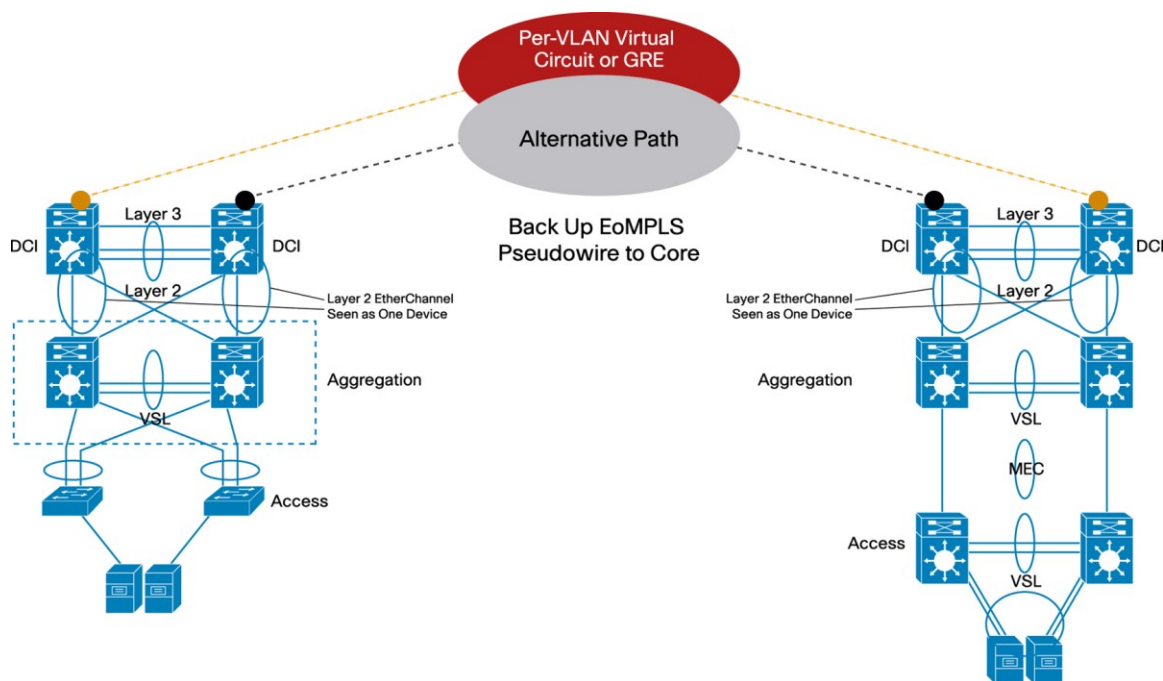 Per-VLAN Virtual
Circuit or GRE
Alternative Path
Back Up EoMPLS
Pseudowire to Core
Layer 3
DCI
DCI
Layer 2
Layer 2 EtherChannel
Seen as One Device
Aggregation
VSL
Access
Layer 3
DCI
DCI
Layer 2
Layer 2 EtherChannel
Seen as One Device
Aggregation
VSL
MEC
Access
VSL